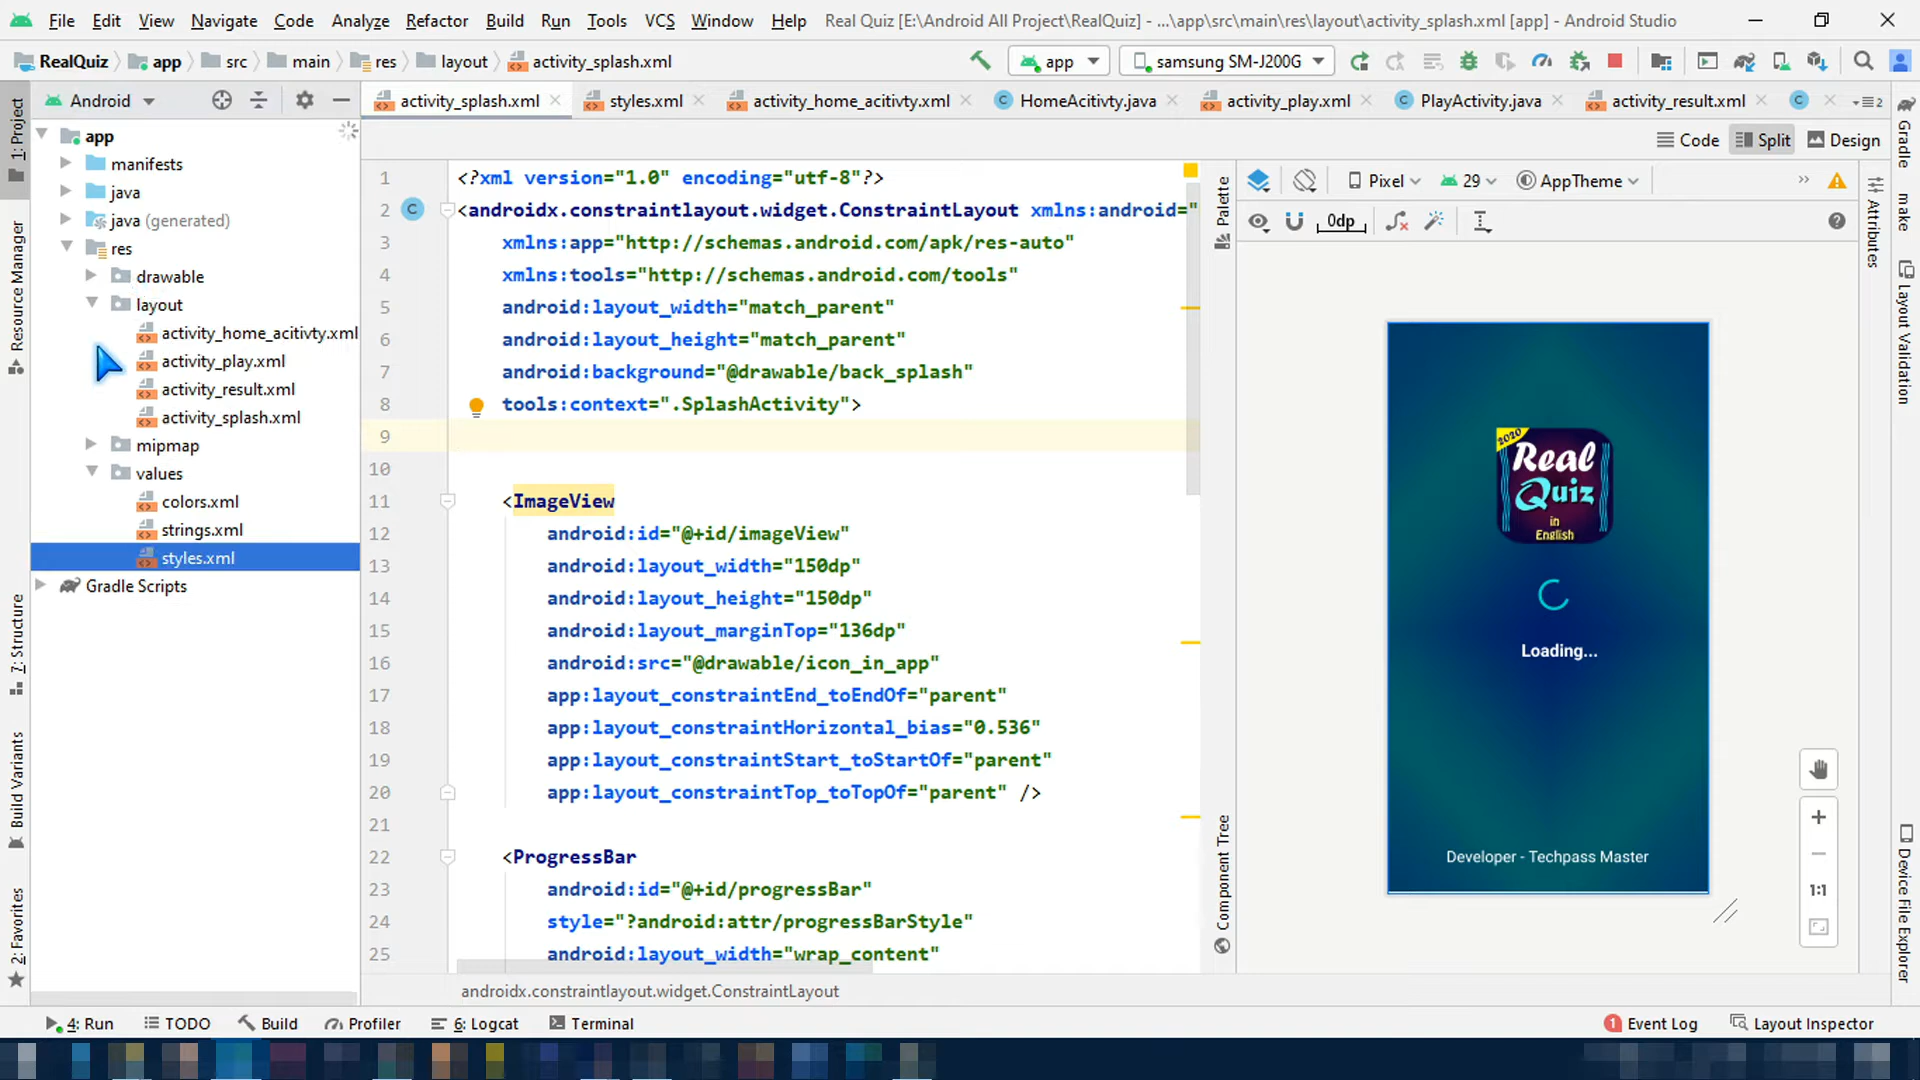 File Edit View Navigate Code Analyze Refactor Build Run Tools VCS Window Help Real Quiz [E:\Android All Project\RealQuiz] - ...\app\src\main\res\layout\activity_splash.xml [app] - Android Studio
RealQuiz app src main res layout activity_splash.xml app samsung SM-J200G
Android activity_splash.xml styles.xml activity_home_acitivty.xml HomeAcitivty.java activity_play.xml PlayActivity.java activity_result.xml 2
Code Split Design
1: Project
Resource Manager
7: Structure
Build Variants
2: Favorites
app
manifests
java
java (generated)
res
drawable
layout
activity_home_acitivty.xml
activity_play.xml
activity_result.xml
activity_splash.xml
mipmap
values
colors.xml
strings.xml
styles.xml
Gradle Scripts
1 <?xml version="1.0" encoding="utf-8"?>
2 C <androidx.constraintlayout.widget.ConstraintLayout xmlns:android="
3 xmlns:app="http://schemas.android.com/apk/res-auto"
4 xmlns:tools="http://schemas.android.com/tools"
5 android:layout_width="match_parent"
6 android:layout_height="match_parent"
7 android:background="@drawable/back_splash"
8 tools:context=".SplashActivity">
9
10
11 <ImageView
12 android:id="@+id/imageView"
13 android:layout_width="150dp"
14 android:layout_height="150dp"
15 android:layout_marginTop="136dp"
16 android:src="@drawable/icon_in_app"
17 app:layout_constraintEnd_toEndOf="parent"
18 app:layout_constraintHorizontal_bias="0.536"
19 app:layout_constraintStart_toStartOf="parent"
20 app:layout_constraintTop_toTopOf="parent" />
21
22 <ProgressBar
23 android:id="@+id/progressBar"
24 style="?android:attr/progressBarStyle"
25 android:layout_width="wrap_content"
androidx.constraintlayout.widget.ConstraintLayout
Palette
Component Tree
Pixel 29 AppTheme
0dp
2020
Real
Quiz
in
English
Loading...
Developer - Techpass Master
1:1
Attributes
Gradle
make
Layout Validation
Device File Explorer
4: Run TODO Build Profiler 6: Logcat Terminal 1 Event Log Layout Inspector